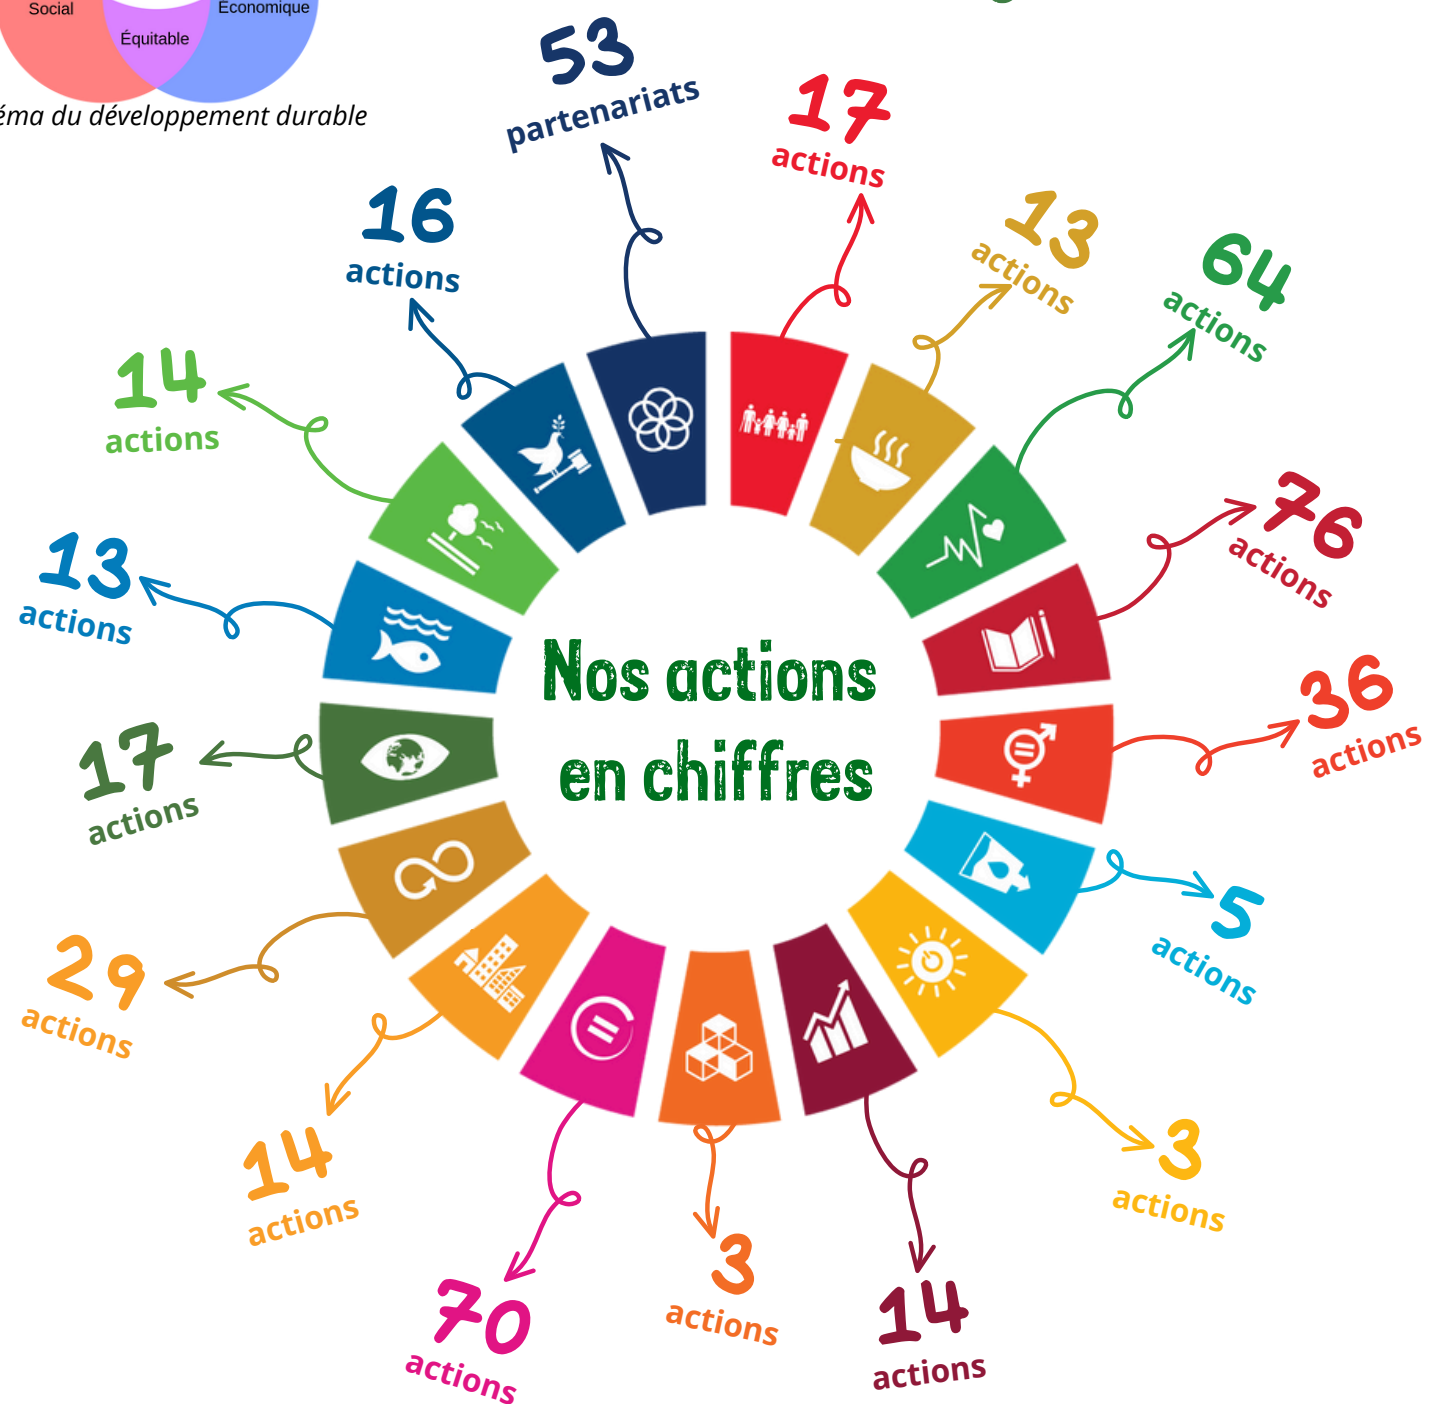 Social
Économique
Équitable
éma du développement durable
53
partenariats
17
actions
13
actions
64
actions
76
actions
36
actions
5
actions
3
actions
14
actions
3
actions
70
actions
14
actions
29
actions
17
actions
13
actions
14
actions
16
actions
Nos actions
en chiffres